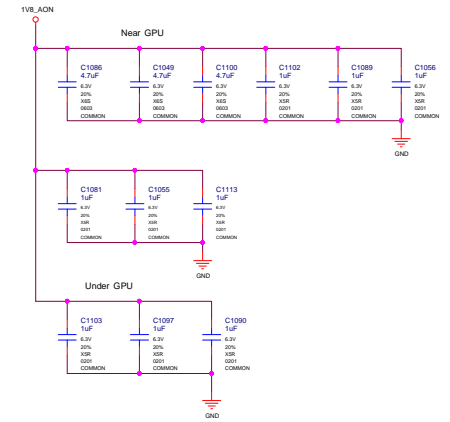 1V8_AON
Near GPU
C1086 C1049 C1100 C1102 C1089 C1056
4.7uF 4.7uF 4.7uF 1uF 1uF 1uF
6.3V 6.3V 6.3V 6.3V 6.3V 6.3V
20% 20% 20% 20% 20% 20%
X6S X6S X6S X5R X5R X5R
0603 0603 0603 0201 0201 0201
COMMON COMMON COMMON COMMON COMMON COMMON
GND
C1081 C1055 C1113
1uF 1uF 1uF
6.3V 6.3V 6.3V
20% 20% 20%
X5R X5R X5R
0201 0201 0201
COMMON COMMON COMMON
GND
Under GPU
C1103 C1097 C1090
1uF 1uF 1uF
6.3V 6.3V 6.3V
20% 20% 20%
X5R X5R X5R
0201 0201 0201
COMMON COMMON COMMON
GND